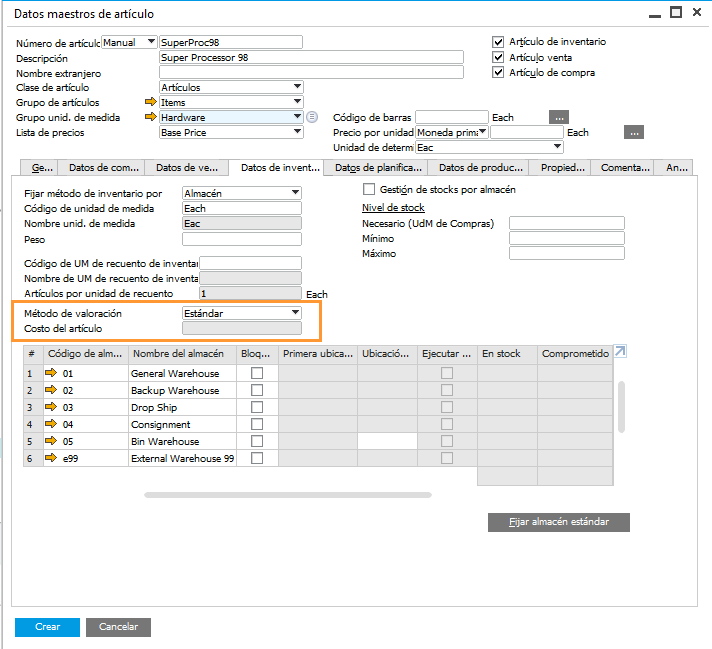 Datos maestros de artículo
Número de artículo Manual SuperProc98
Descripción Super Processor 98
Nombre extranjero
Clase de artículo Artículos
Grupo de artículos Items
Grupo unid. de medida Hardware
Lista de precios Base Price
Artículo de inventario
Artículo venta
Artículo de compra
Código de barras Each ...
Precio por unidad Moneda prima Each ...
Unidad de determ Eac
Ge... Datos de com... Datos de ve... Datos de invent... Datos de planifica... Datos de produc... Propied... Comenta... An...
Fijar método de inventario por Almacén
Código de unidad de medida Each
Nombre unid. de medida Eac
Peso
Código de UM de recuento de inventar
Nombre de UM de recuento de inventa
Artículos por unidad de recuento 1 Each
Método de valoración Estándar
Costo del artículo
Gestión de stocks por almacén
Nivel de stock
Necesario (UdM de Compras)
Mínimo
Máximo
# Código de alm... Nombre del almacén Bloq... Primera ubica... Ubicació... Ejecutar ... En stock Comprometido
1 01 General Warehouse
2 02 Backup Warehouse
3 03 Drop Ship
4 04 Consignment
5 05 Bin Warehouse
6 e99 External Warehouse 99
Fijar almacén estándar
Crear Cancelar